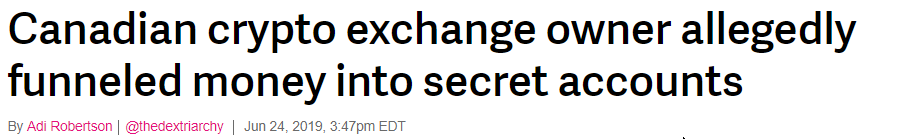 Canadian crypto exchange owner allegedly
funneled money into secret accounts
By Adi Robertson | @thedextriarchy | Jun 24, 2019, 3:47pm EDT